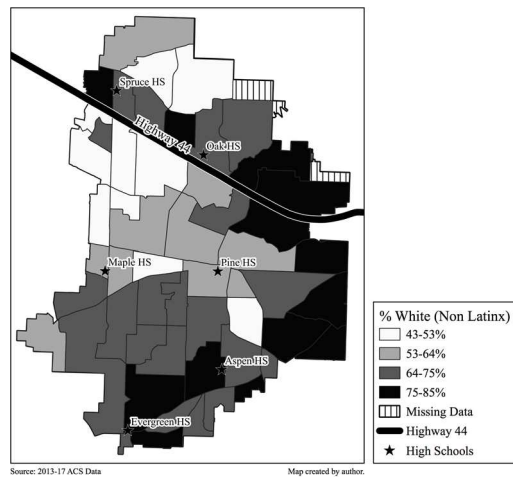 Spruce HS
Highway 44
Oak HS
Maple HS
Pine HS
Aspen HS
Evergreen HS
% White (Non Latinx)
43-53%
53-64%
64-75%
75-85%
Missing Data
Highway 44
High Schools
Source: 2013-17 ACS Data
Map created by author.